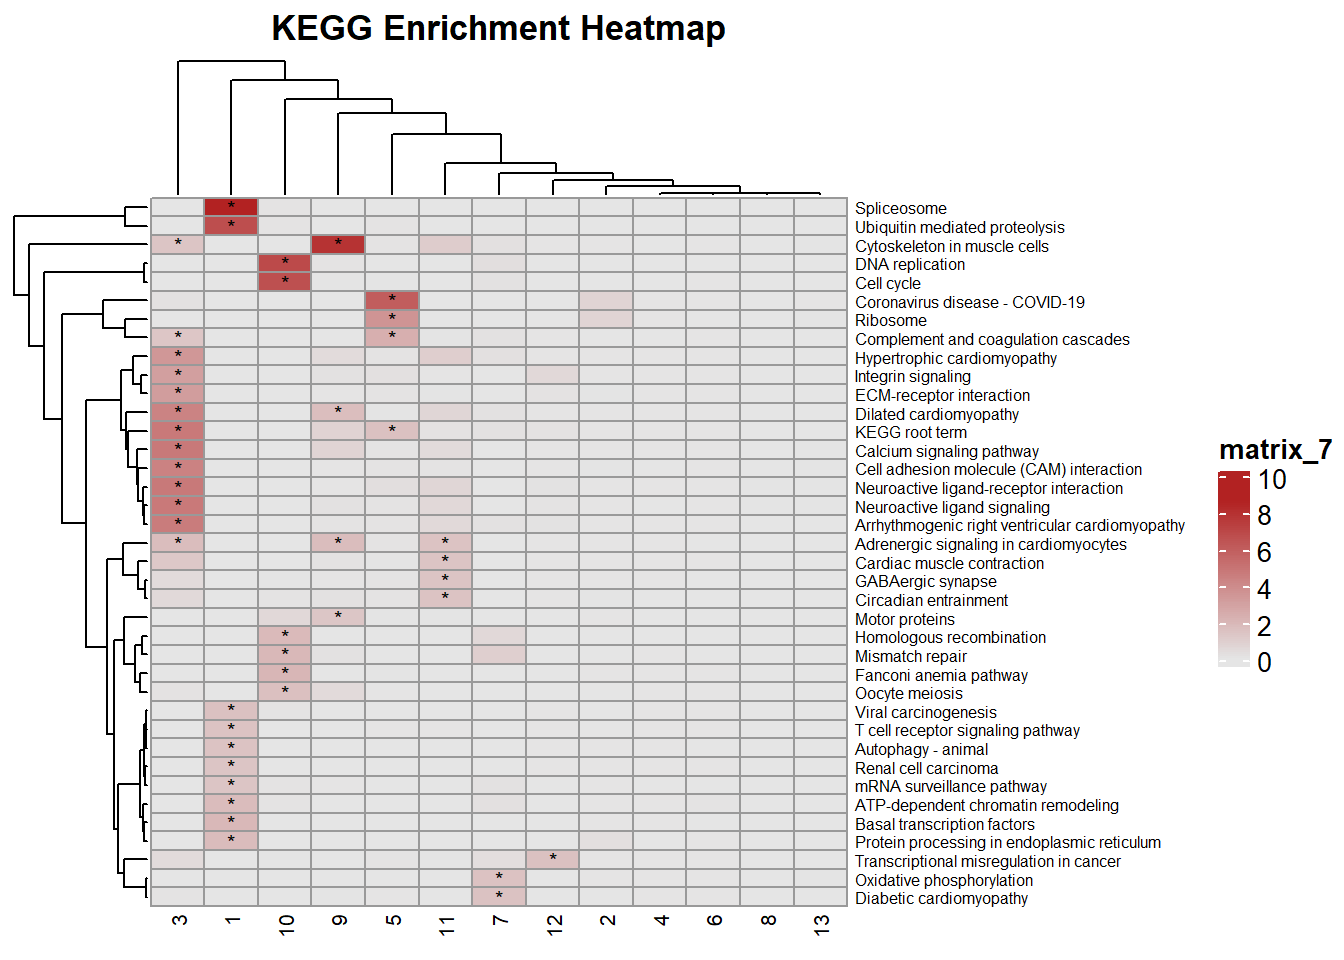 KEGG Enrichment Heatmap
Spliceosome
Ubiquitin mediated proteolysis
Cytoskeleton in muscle cells
DNA replication
Cell cycle
Coronavirus disease - COVID-19
Ribosome
Complement and coagulation cascades
Hypertrophic cardiomyopathy
Integrin signaling
ECM-receptor interaction
Dilated cardiomyopathy
KEGG root term
Calcium signaling pathway
Cell adhesion molecule (CAM) interaction
Neuroactive ligand-receptor interaction
Neuroactive ligand signaling
Arrhythmogenic right ventricular cardiomyopathy
Adrenergic signaling in cardiomyocytes
Cardiac muscle contraction
GABAergic synapse
Circadian entrainment
Motor proteins
Homologous recombination
Mismatch repair
Fanconi anemia pathway
Oocyte meiosis
Viral carcinogenesis
T cell receptor signaling pathway
Autophagy - animal
Renal cell carcinoma
mRNA surveillance pathway
ATP-dependent chromatin remodeling
Basal transcription factors
Protein processing in endoplasmic reticulum
Transcriptional misregulation in cancer
Oxidative phosphorylation
Diabetic cardiomyopathy
3 1 10 9 5 11 7 12 2 4 6 8 13
matrix_7
10
8
6
4
2
0